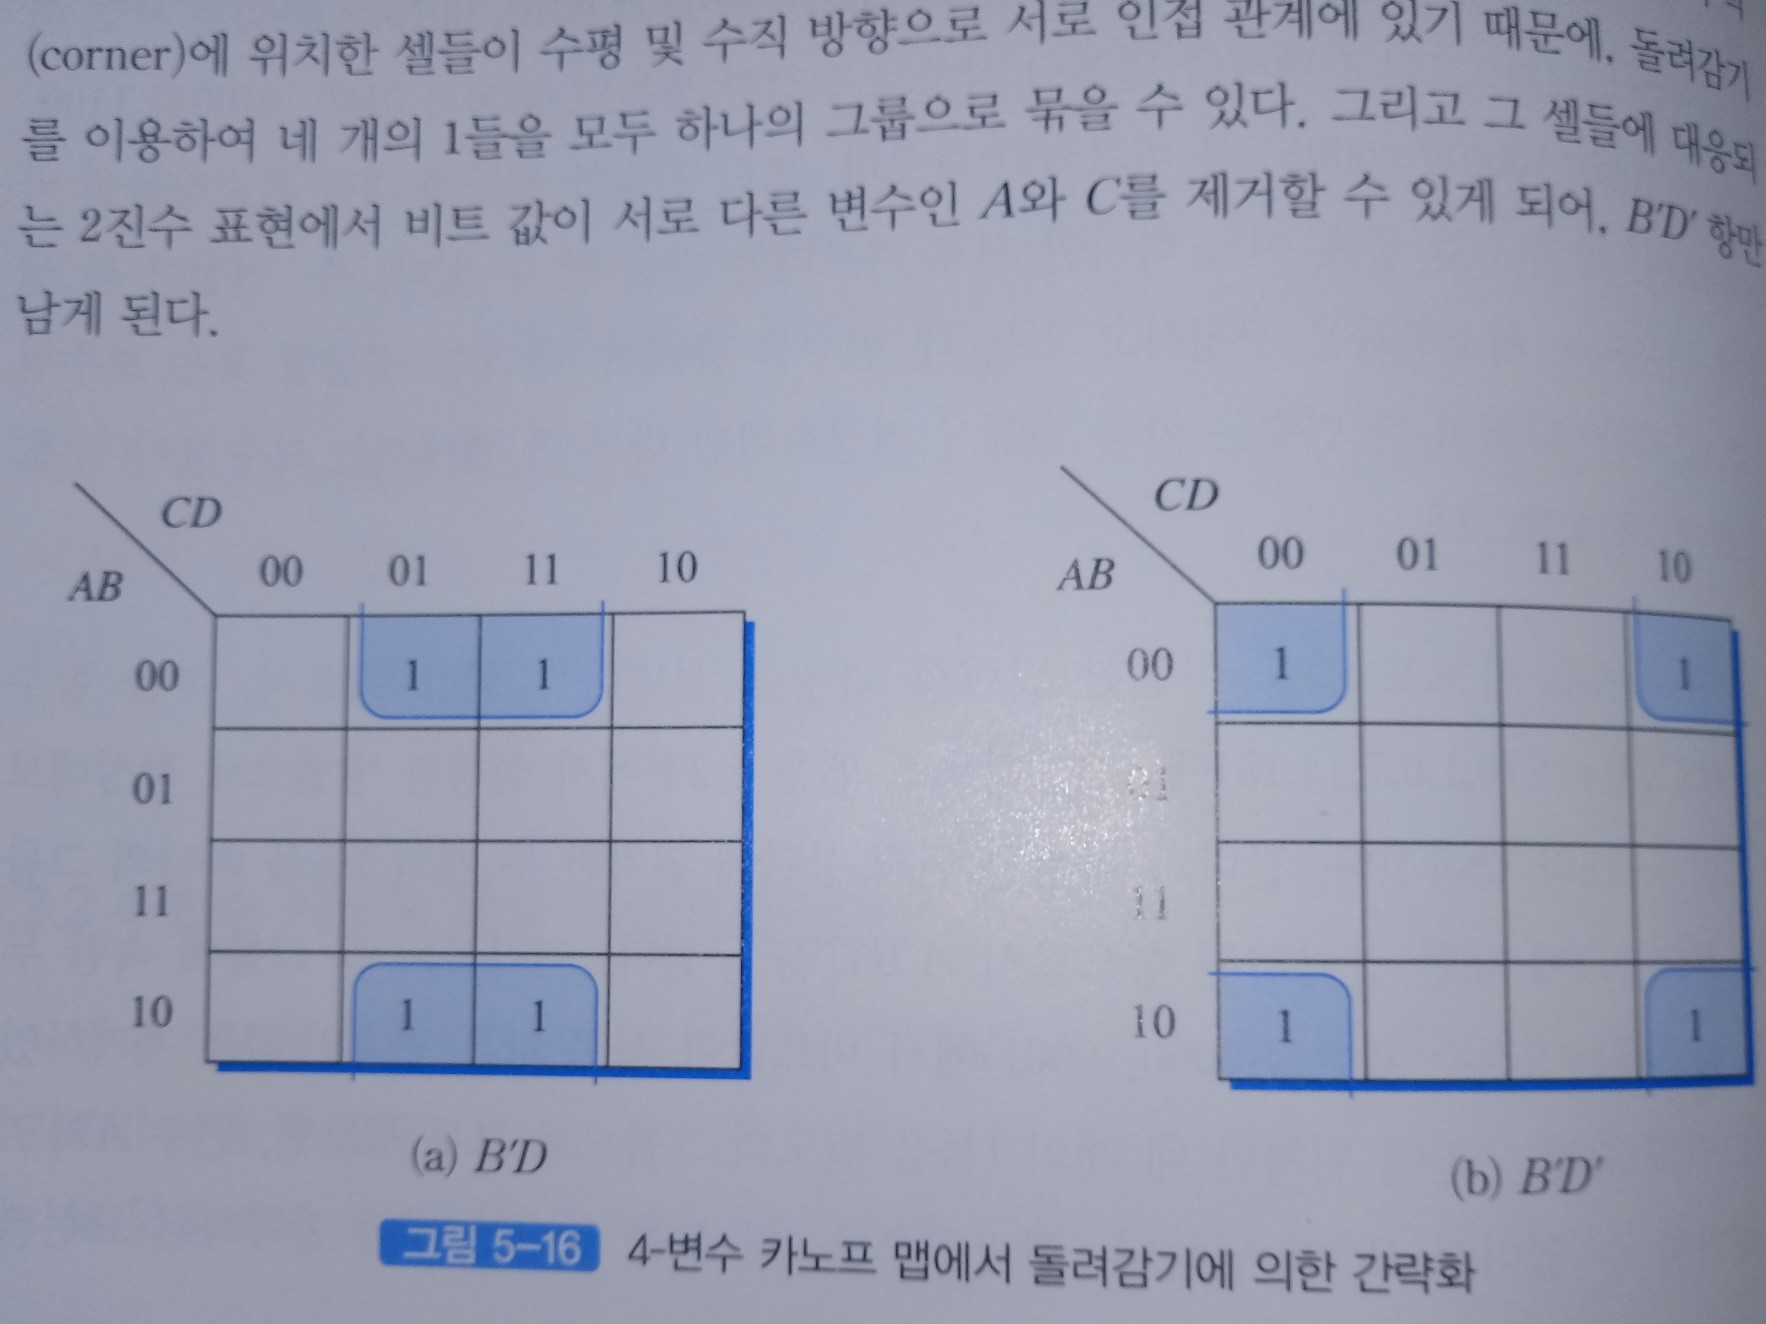 (corner)에 위치한 셀들이 수평 및 수직 방향으로 서로 인접 관계에 있기 때문에, 돌려감기
를 이용하여 네 개의 1들을 모두 하나의 그룹으로 묶을 수 있다. 그리고 그 셀들에 대응되
는 2진수 표현에서 비트 값이 서로 다른 변수인 A와 C를 제거할 수 있게 되어, B'D' 항만
남게 된다.
CD
AB
00 01 11 10
00 1 1
01
11
10 1 1
(a) B'D
CD
AB
00 01 11 10
00 1 1
01
11
10 1 1
(b) B'D'
그림 5-16 4-변수 카노프 맵에서 돌려감기에 의한 간략화